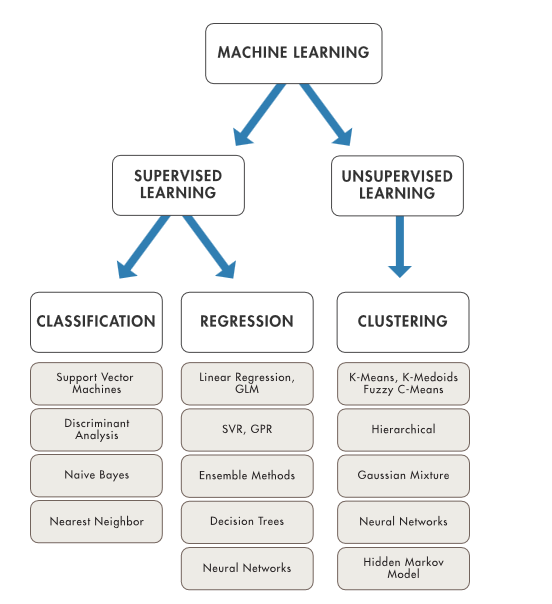 MACHINE LEARNING
SUPERVISED
LEARNING
UNSUPERVISED
LEARNING
CLASSIFICATION
REGRESSION
CLUSTERING
Support Vector
Machines
Discriminant
Analysis
Naive Bayes
Nearest Neighbor
Linear Regression,
GLM
SVR, GPR
Ensemble Methods
Decision Trees
Neural Networks
K-Means, K-Medoids
Fuzzy C-Means
Hierarchical
Gaussian Mixture
Neural Networks
Hidden Markov
Model